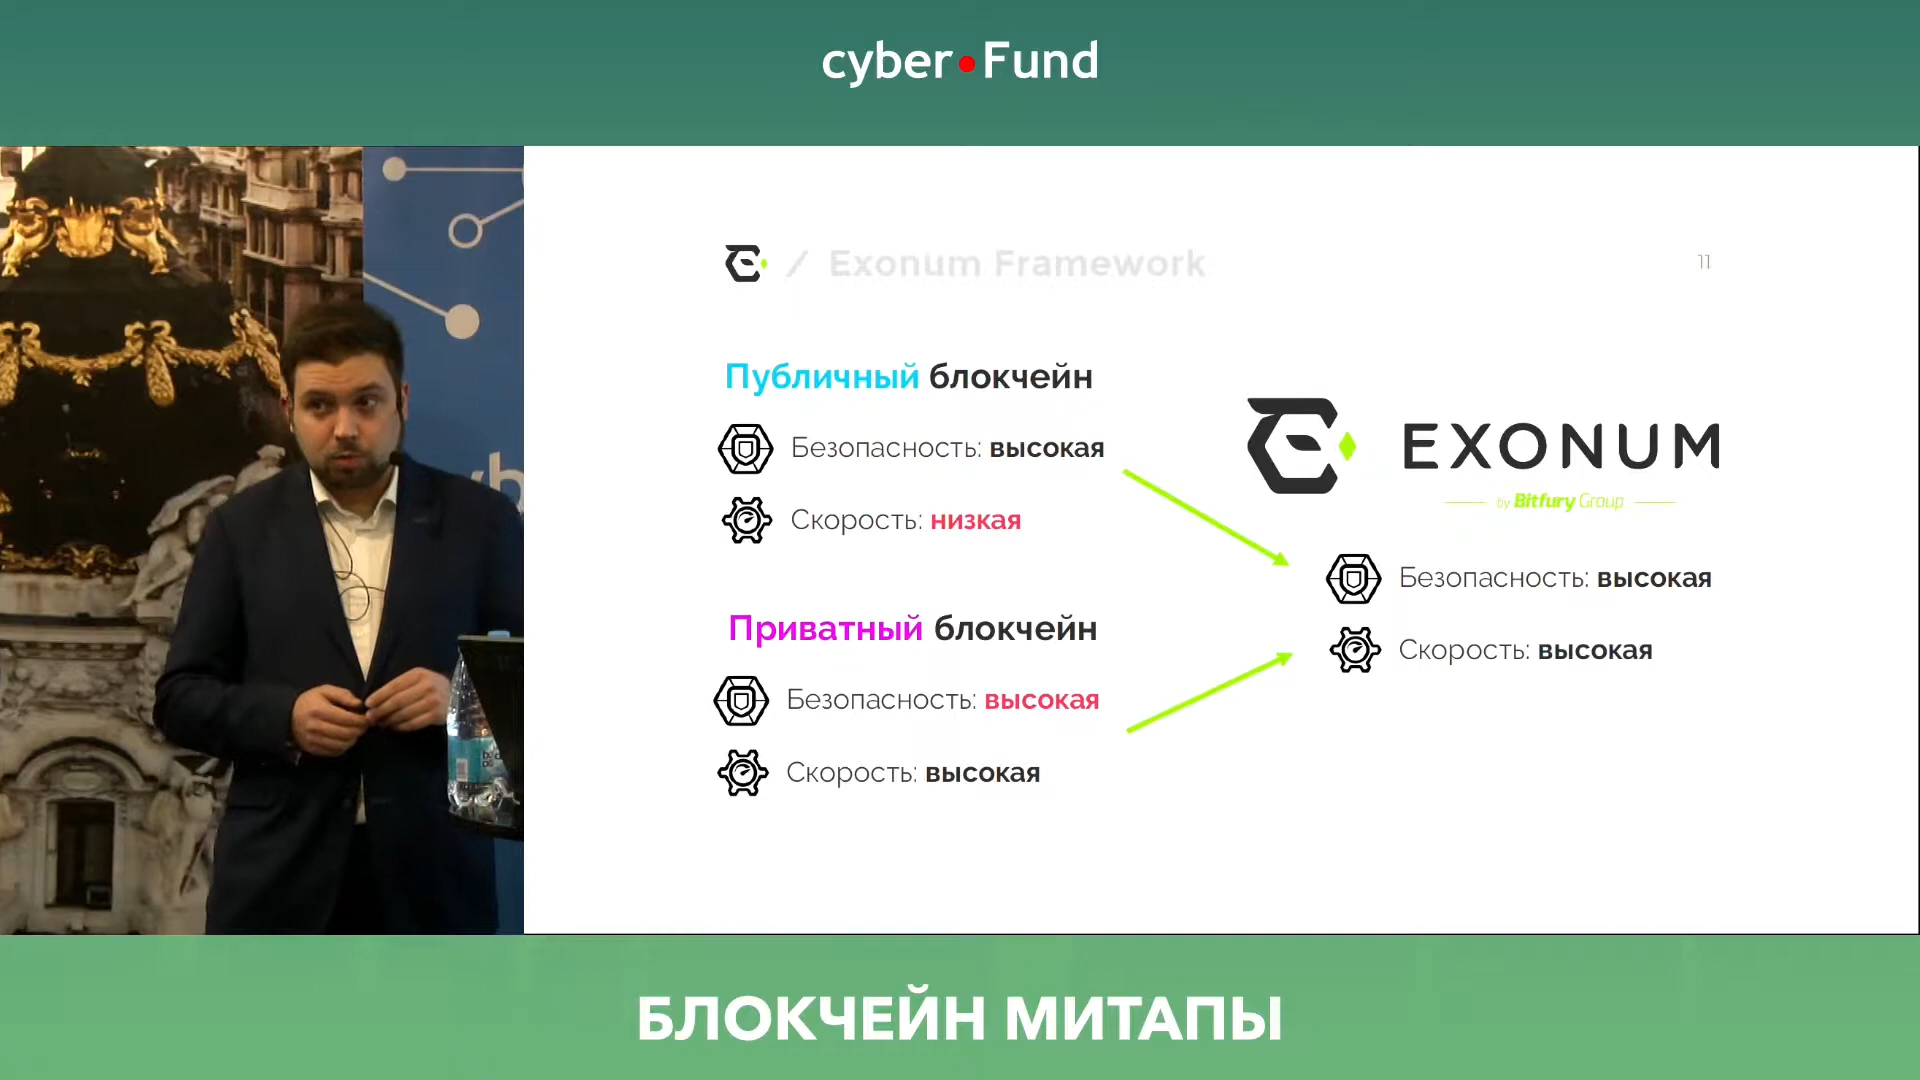 cyber•Fund
/ Exonum Framework
11
Публичный блокчейн
Безопасность: высокая
Скорость: низкая
Приватный блокчейн
Безопасность: высокая
Скорость: высокая
EXONUM
by Bitfury Group
Безопасность: высокая
Скорость: высокая
БЛОКЧЕЙН МИТАПЫ